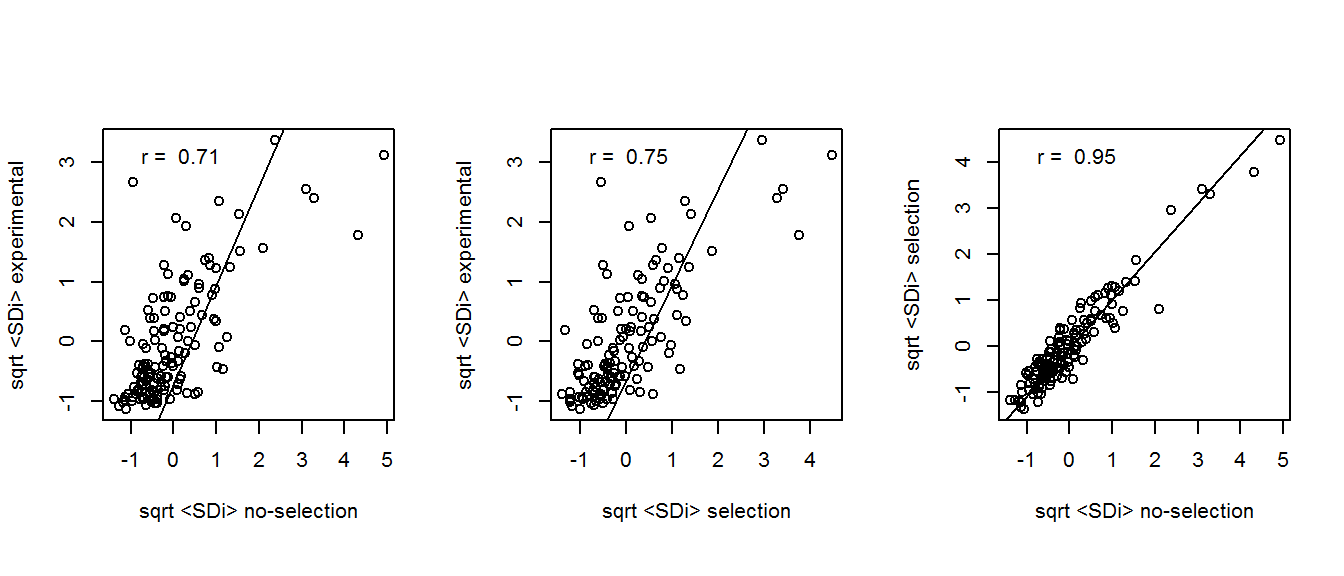 r = 0.71
sqrt <SDi> experimental
3
2
1
0
-1
-1 0 1 2 3 4 5
sqrt <SDi> no-selection
r = 0.75
sqrt <SDi> experimental
3
2
1
0
-1
-1 0 1 2 3 4
sqrt <SDi> selection
r = 0.95
sqrt <SDi> selection
4
3
2
1
0
-1
-1 0 1 2 3 4 5
sqrt <SDi> no-selection